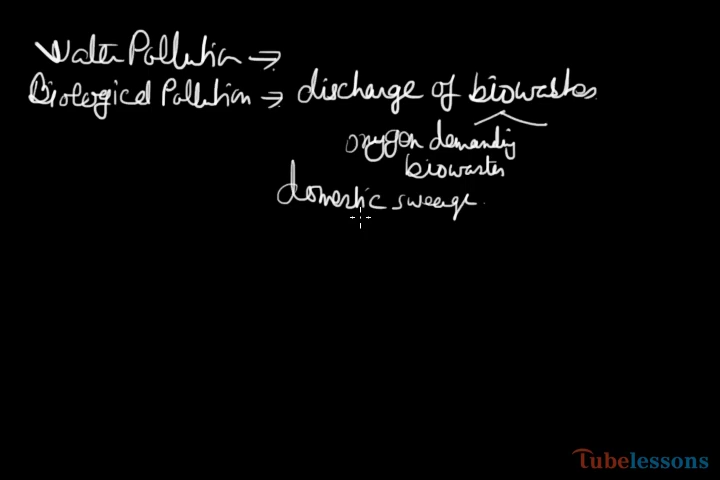 Water Pollution →
Biological Pollution → discharge of biowastes
oxygen demanding
biowastes
domestic sweage.
Tubelessons